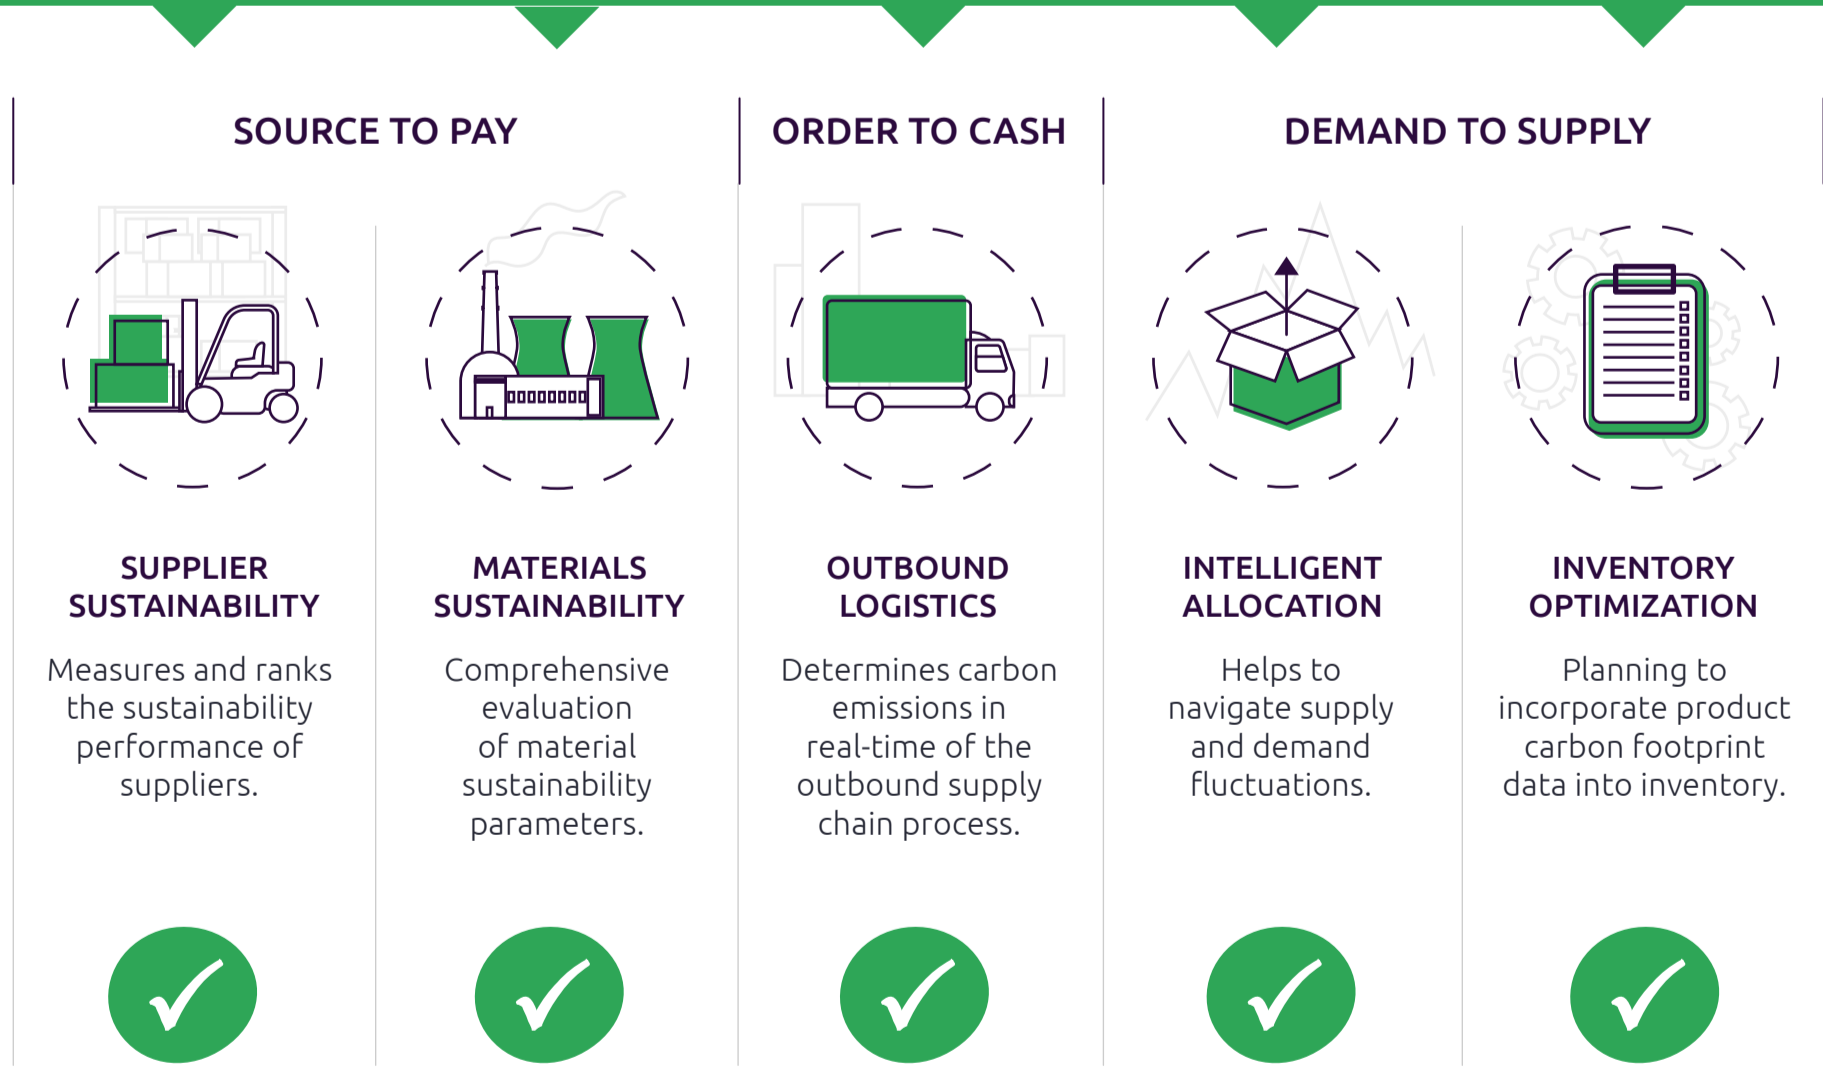 SOURCE TO PAY
ORDER TO CASH
DEMAND TO SUPPLY
SUPPLIER
SUSTAINABILITY
Measures and ranks
the sustainability
performance of
suppliers.
MATERIALS
SUSTAINABILITY
Comprehensive
evaluation
of material
sustainability
parameters.
OUTBOUND
LOGISTICS
Determines carbon
emissions in
real-time of the
outbound supply
chain process.
INTELLIGENT
ALLOCATION
Helps to
navigate supply
and demand
fluctuations.
INVENTORY
OPTIMIZATION
Planning to
incorporate product
carbon footprint
data into inventory.